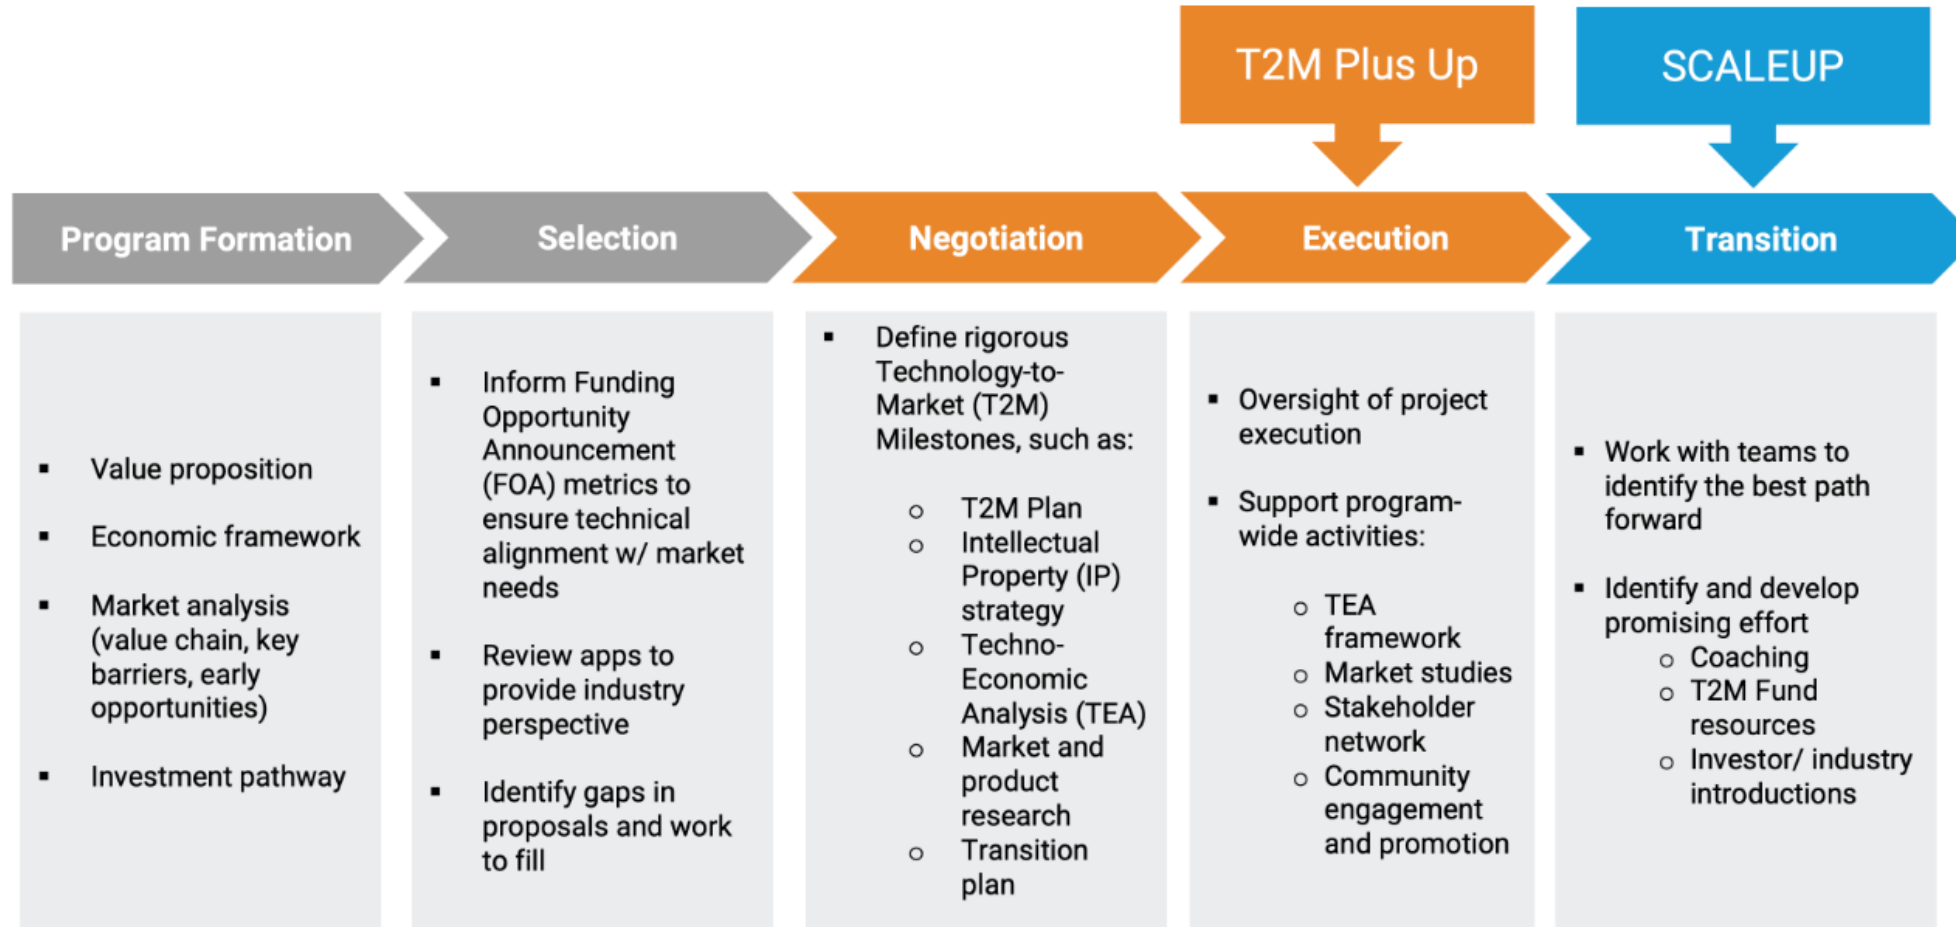 T2M Plus Up
SCALEUP
Program Formation
Selection
Negotiation
Execution
Transition
▪ Value proposition
▪ Economic framework
▪ Market analysis
(value chain, key
barriers, early
opportunities)
▪ Investment pathway
▪ Inform Funding
Opportunity
Announcement
(FOA) metrics to
ensure technical
alignment w/ market
needs
▪ Review apps to
provide industry
perspective
▪ Identify gaps in
proposals and work
to fill
▪ Define rigorous
Technology-to-
Market (T2M)
Milestones, such as:
o T2M Plan
o Intellectual
Property (IP)
strategy
o Techno-
Economic
Analysis (TEA)
o Market and
product
research
o Transition
plan
▪ Oversight of project
execution
▪ Support program-
wide activities:
o TEA
framework
o Market studies
o Stakeholder
network
o Community
engagement
and promotion
▪ Work with teams to
identify the best path
forward
▪ Identify and develop
promising effort
o Coaching
o T2M Fund
resources
o Investor/ industry
introductions